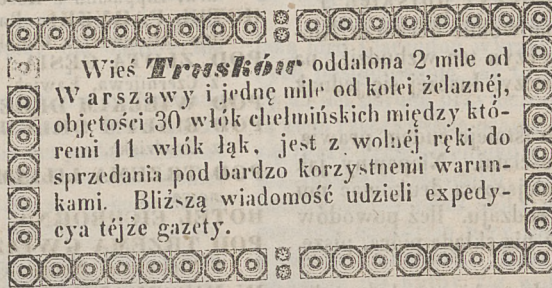 Wieś Trusków oddalona 2 mile od
Warszawy i jednę milę od kolei żelaznéj,
objętości 30 włók chełmińskich między któ-
remi 11 włók łąk, jest z wolnéj ręki do
sprzedania pod bardzo korzystnemi warun-
kami. Bliższą wiadomość udzieli expedy-
cya téjże gazety.